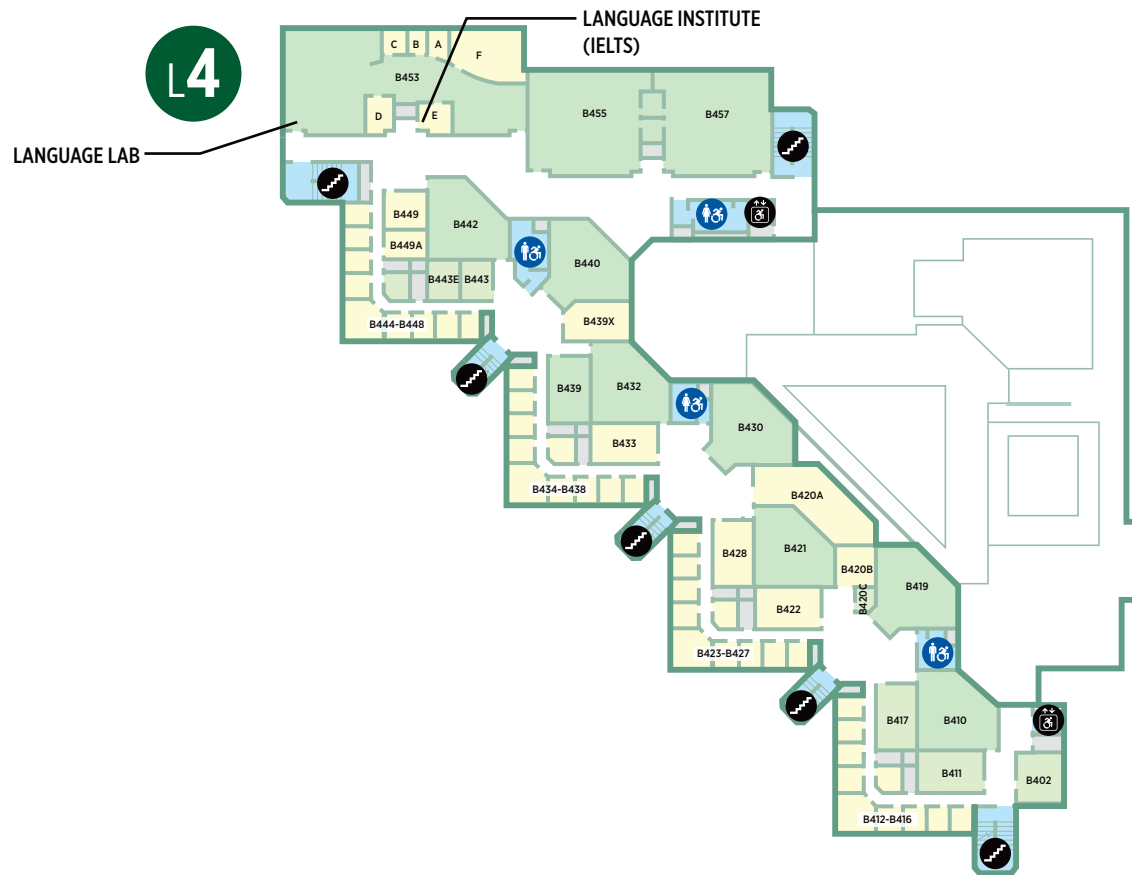 L4
LANGUAGE INSTITUTE
(IELTS)
C B A F
B453
D E
B455
B457
LANGUAGE LAB
B449
B442
B449A
B440
B443E
B443
B444-B448
B439X
B439
B432
B430
B433
B434-B438
B420A
B428
B421
B420B
B419
B420C
B422
B423-B427
B417
B410
B411
B402
B412-B416